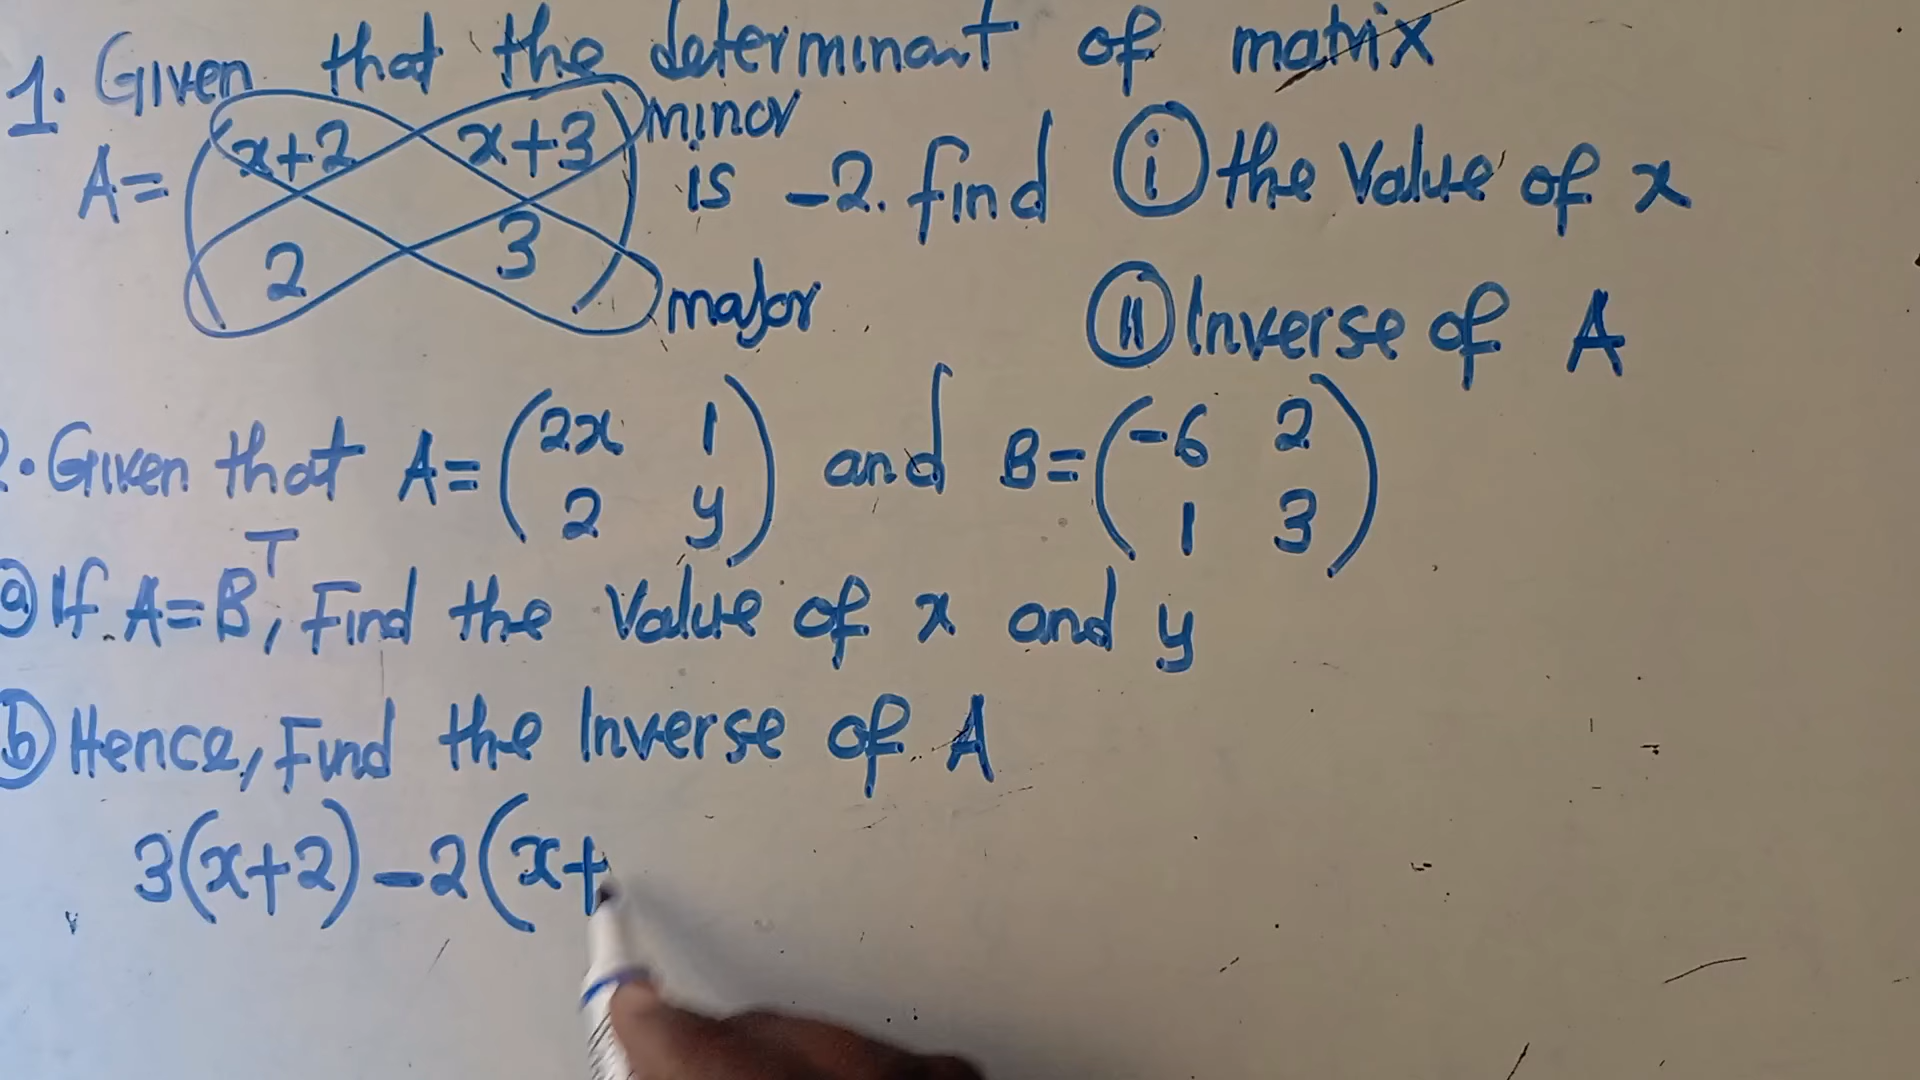 1. Given that the determinant of matrix
A= (x+2 x+3 minor is -2. find (i) the value of x
2 3) major (ii) Inverse of A
2. Given that A= (2x 1 and B= (-6 2
2 y) 1 3)
(a) If A=Bᵀ, Find the value of x and y
(b) Hence, Find the Inverse of A
3(x+2) -2(x+